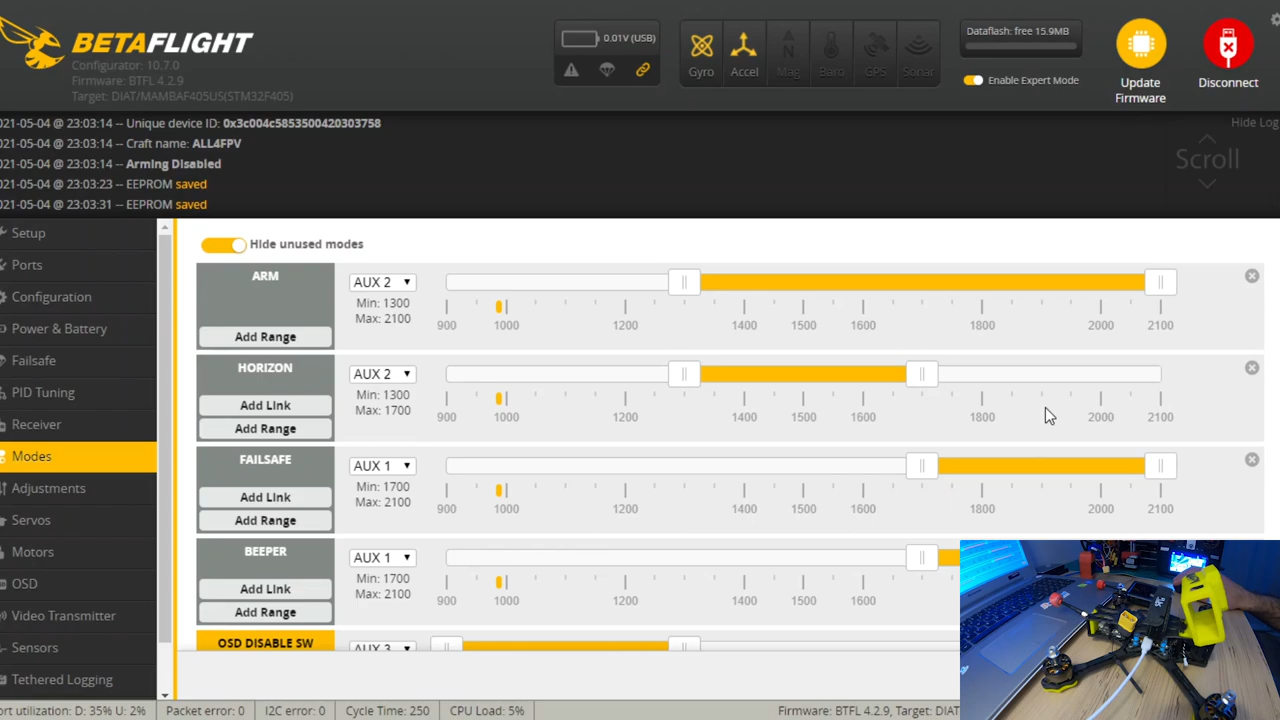 BETAFLIGHT
Configurator: 10.7.0
Firmware: BTFL 4.2.9
Target: DIAT/MAMBAF405US(STM32F405)
0.01V (USB)
Gyro
Accel
Mag
Baro
GPS
Sonar
Dataflash: free 15.9MB
Enable Expert Mode
Update
Firmware
Disconnect
Hide Log
Scroll
021-05-04 @ 23:03:14 -- Unique device ID: 0x3c004c5853500420303758
021-05-04 @ 23:03:14 -- Craft name: ALL4FPV
021-05-04 @ 23:03:14 -- Arming Disabled
021-05-04 @ 23:03:23 -- EEPROM saved
021-05-04 @ 23:03:31 -- EEPROM saved
Setup
Ports
Configuration
Power & Battery
Failsafe
PID Tuning
Receiver
Modes
Adjustments
Servos
Motors
OSD
Video Transmitter
Sensors
Tethered Logging
Hide unused modes
ARM
Add Range
AUX 2
Min: 1300
Max: 2100
900 1000 1200 1400 1500 1600 1800 2000 2100
HORIZON
Add Link
Add Range
AUX 2
Min: 1300
Max: 1700
900 1000 1200 1400 1500 1600 1800 2000 2100
FAILSAFE
Add Link
Add Range
AUX 1
Min: 1700
Max: 2100
900 1000 1200 1400 1500 1600 1800 2000 2100
BEEPER
Add Link
Add Range
AUX 1
Min: 1700
Max: 2100
900 1000 1200 1400 1500 1600
OSD DISABLE SW
AUX 3
ort utilization: D: 35% U: 2%
Packet error: 0
I2C error: 0
Cycle Time: 250
CPU Load: 5%
Firmware: BTFL 4.2.9, Target: DIAT